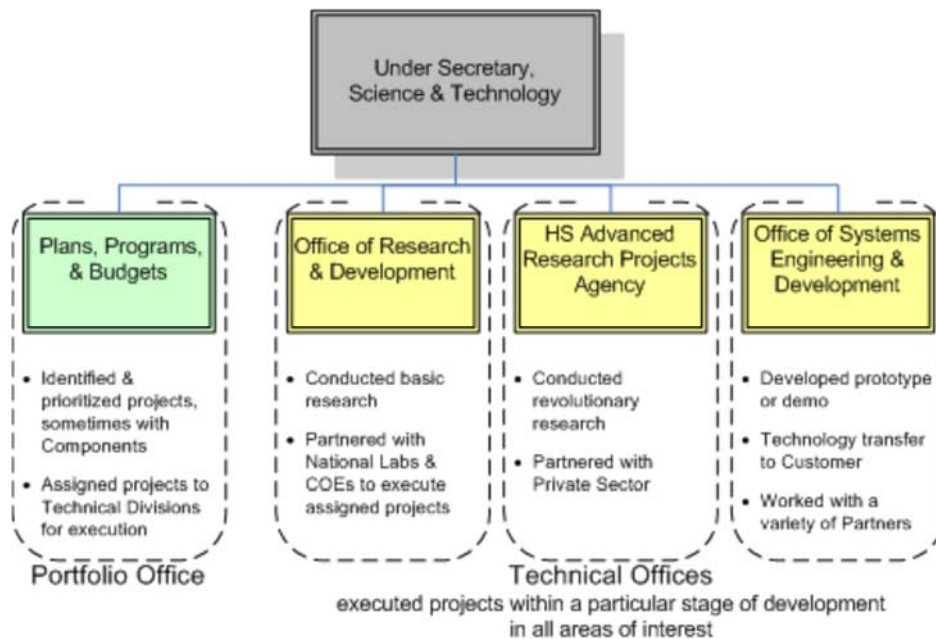 Under Secretary,
Science & Technology
Plans, Programs,
& Budgets
• Identified &
prioritized projects,
sometimes with
Components
• Assigned projects to
Technical Divisions
for execution
Portfolio Office
Office of Research
& Development
• Conducted basic
research
• Partnered with
National Labs &
COEs to execute
assigned projects
HS Advanced
Research Projects
Agency
• Conducted
revolutionary
research
• Partnered with
Private Sector
Office of Systems
Engineering &
Development
• Developed prototype
or demo
• Technology transfer
to Customer
• Worked with a
variety of Partners
Technical Offices
executed projects within a particular stage of development
in all areas of interest